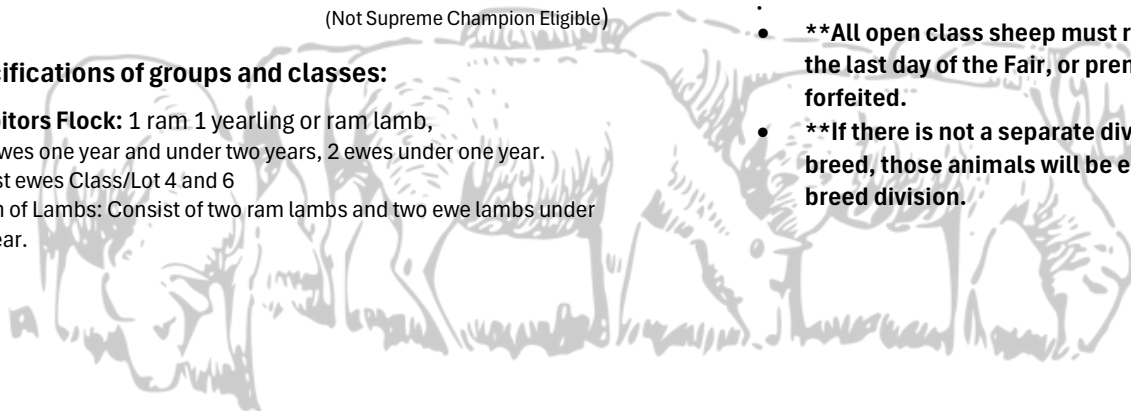 (Not Supreme Champion Eligible)
cifications of groups and classes:
itors Flock: 1 ram 1 yearling or ram lamb,
wes one year and under two years, 2 ewes under one year.
st ewes Class/Lot 4 and 6
n of Lambs: Consist of two ram lambs and two ewe lambs under
ear.
.
• **All open class sheep must r
the last day of the Fair, or pren
forfeited.
• **If there is not a separate div
breed, those animals will be e
breed division.